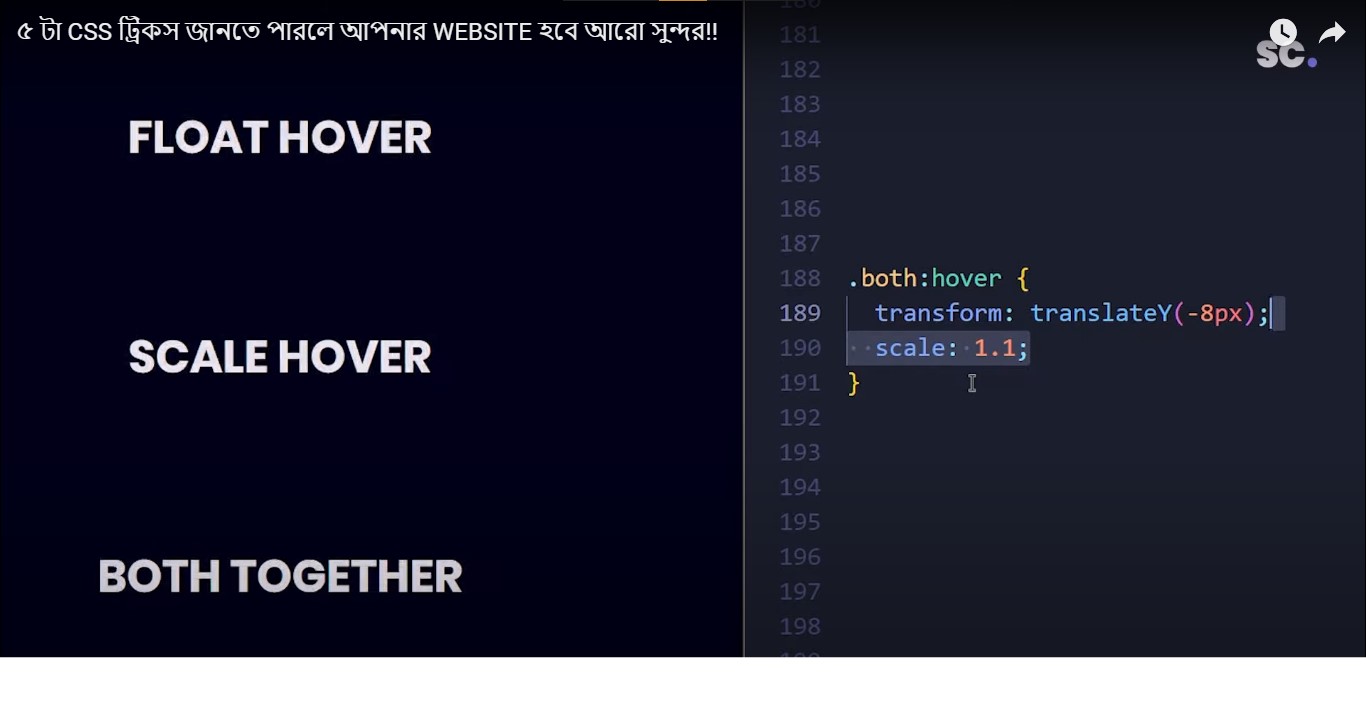 ৫ টা CSS ট্রিকস জানতে পারলে আপনার WEBSITE হবে আরো সুন্দর!!
sc.
FLOAT HOVER
SCALE HOVER
BOTH TOGETHER
180
181
182
183
184
185
186
187
188 .both:hover {
189 transform: translateY(-8px);
190 scale: 1.1;
191 }
192
193
194
195
196
197
198
199